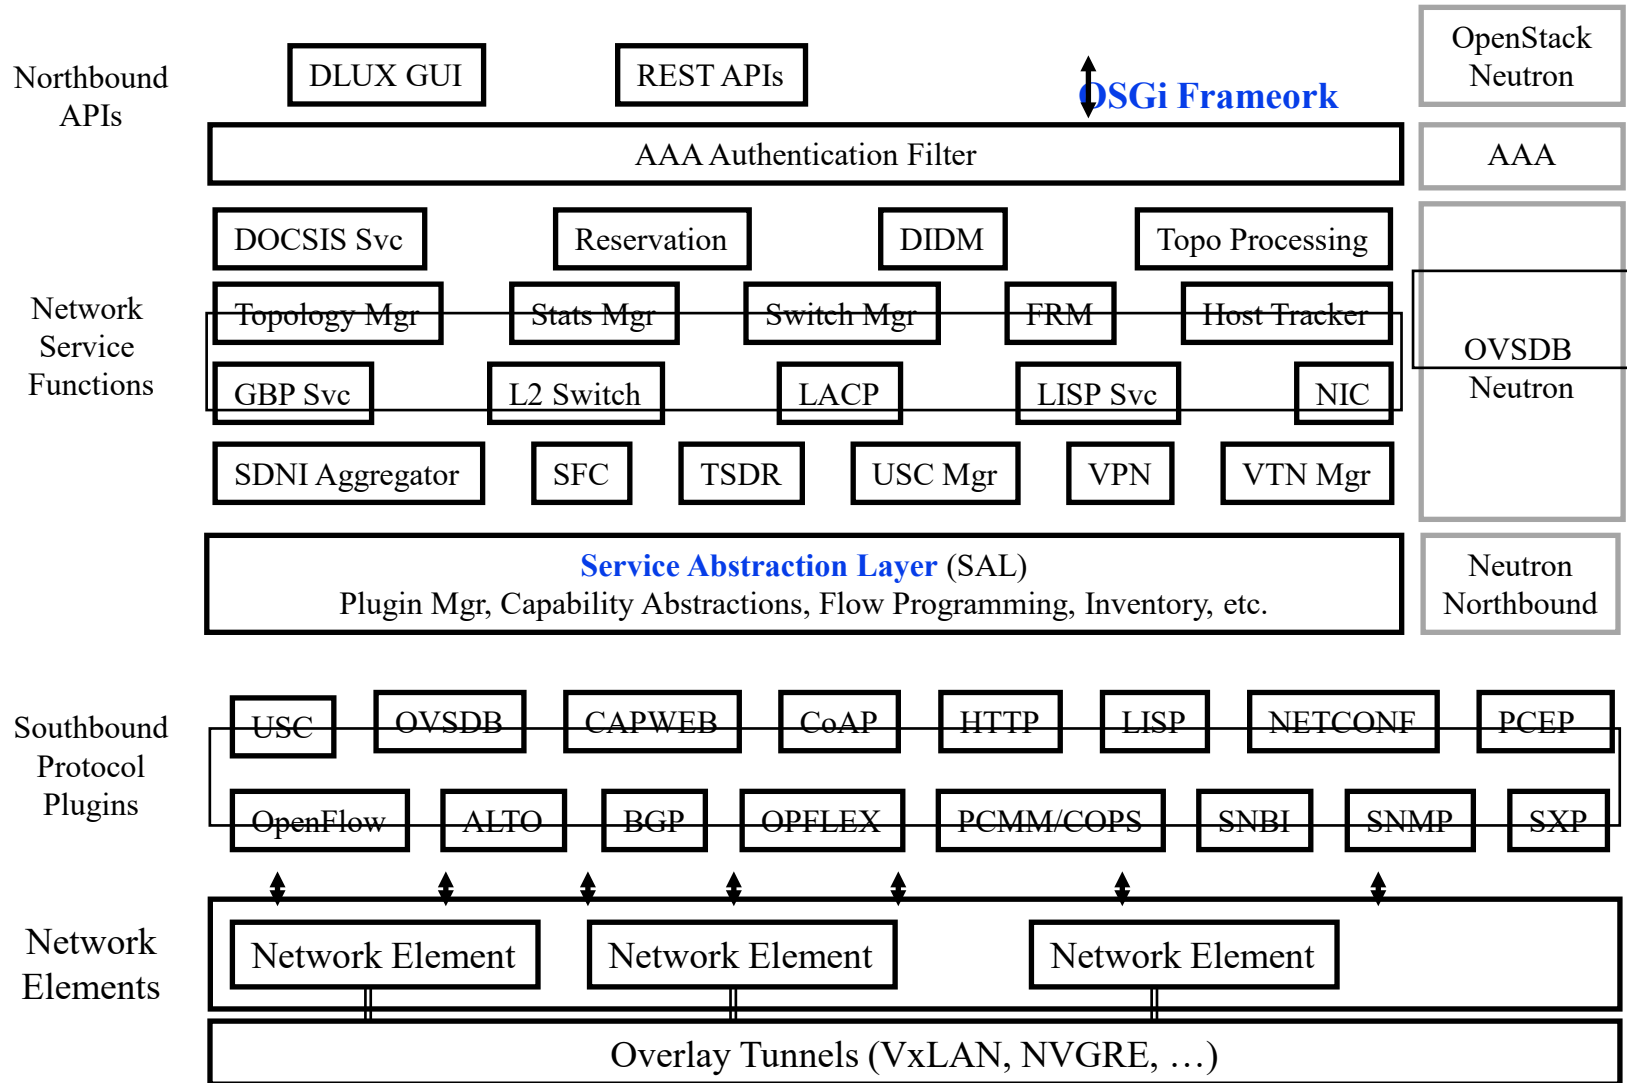 Northbound
APIs
DLUX GUI
REST APIs
OSGi Frameork
OpenStack
Neutron
AAA Authentication Filter
AAA
Network
Service
Functions
DOCSIS Svc
Reservation
DIDM
Topo Processing
Topology Mgr
Stats Mgr
Switch Mgr
FRM
Host Tracker
GBP Svc
L2 Switch
LACP
LISP Svc
NIC
SDNI Aggregator
SFC
TSDR
USC Mgr
VPN
VTN Mgr
OVSDB
Neutron
Service Abstraction Layer (SAL)
Plugin Mgr, Capability Abstractions, Flow Programming, Inventory, etc.
Neutron
Northbound
Southbound
Protocol
Plugins
USC
OVSDB
CAPWEB
CoAP
HTTP
LISP
NETCONF
PCEP
OpenFlow
ALTO
BGP
OPFLEX
PCMM/COPS
SNBI
SNMP
SXP
Network
Elements
Network Element
Network Element
Network Element
Overlay Tunnels (VxLAN, NVGRE, …)